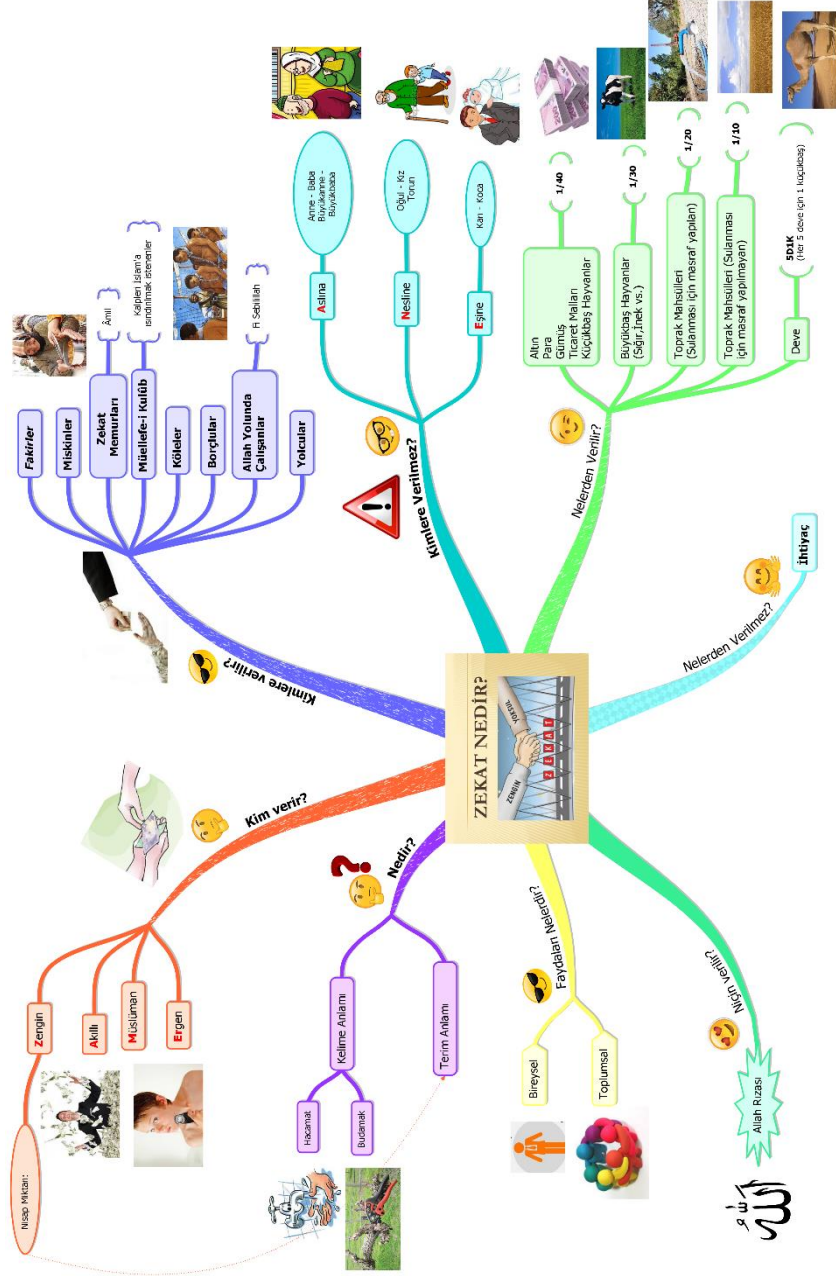 ZEKAT NEDİR?
ZENGİN
YOKSUL
ZEKAT
Kimlere verilir?
Fakirler
Miskinler
Zekat
Memurları
Âmil
Müellefe-i Kulûb
Kalpleri İslam'a
ısındırılmak istenenler
Köleler
Borçlular
Allah Yolunda
Çalışanlar
Fi Sebilillah
Yolcular
Kimlere Verilmez?
Aslına
Anne - Baba
Büyükanne -
Büyükbaba
Nesline
Oğul - Kız
Torun
Eşine
Karı - Koca
Nelerden Verilir?
Altın
Para
Gümüş
Ticaret Malları
Küçükbaş Hayvanlar
1/40
Büyükbaş Hayvanlar
(Sığır,İnek vs.)
1/30
Toprak Mahsülleri
(Sulanması için masraf yapılan)
1/20
Toprak Mahsülleri (Sulanması
için masraf yapılmayan)
1/10
Deve
5D1K
(Her 5 deve için 1 küçükbaş)
Nelerden Verilmez?
İhtiyaç
Kim verir?
Zengin
Nisap Miktarı:
Akıllı
Müslüman
Ergen
Nedir?
Kelime Anlamı
Hacamat
Budamak
Terim Anlamı
Faydaları Nelerdir?
Bireysel
Toplumsal
Niçin verilir?
Allah Rızası
الله